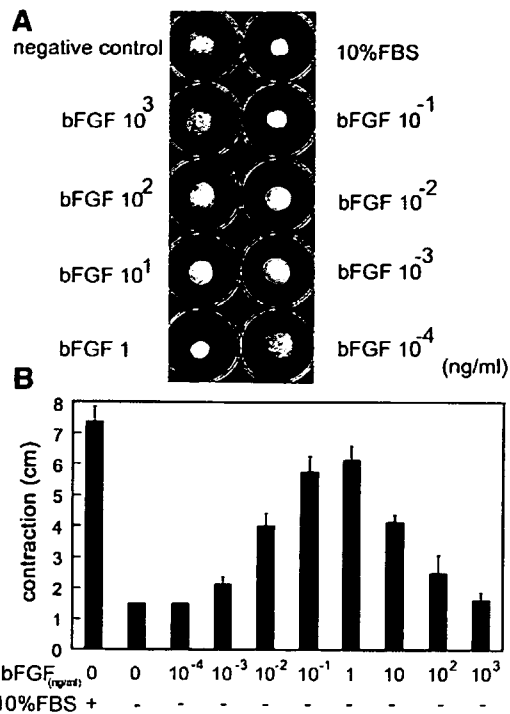 A
negative control
10%FBS
bFGF 10^3
bFGF 10^-1
bFGF 10^2
bFGF 10^-2
bFGF 10^1
bFGF 10^-3
bFGF 1
bFGF 10^-4
(ng/ml)
B
contraction (cm)
8
7
6
5
4
3
2
1
0
bFGF(ng/ml) 0 0 10^-4 10^-3 10^-2 10^-1 1 10 10^2 10^3
10%FBS + - - - - - - - - -